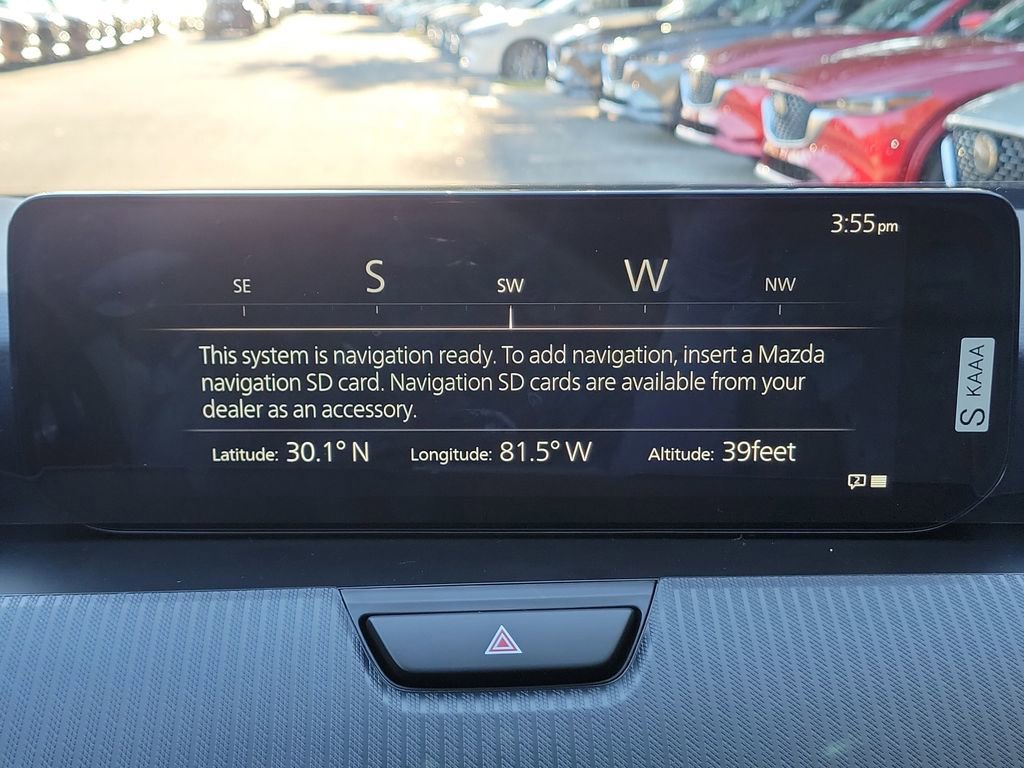 3:55pm
SE S SW W NW
This system is navigation ready. To add navigation, insert a Mazda
navigation SD card. Navigation SD cards are available from your
dealer as an accessory.
Latitude: 30.1° N Longitude: 81.5° W Altitude: 39feet
2
S KAAA